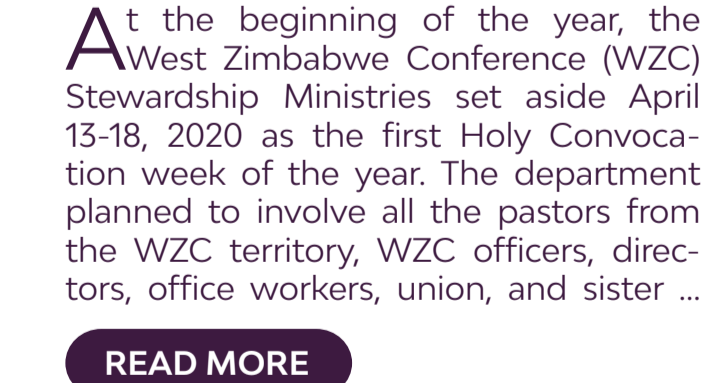 At the beginning of the year, the
West Zimbabwe Conference (WZC)
Stewardship Ministries set aside April
13-18, 2020 as the first Holy Convoca-
tion week of the year. The department
planned to involve all the pastors from
the WZC territory, WZC officers, direc-
tors, office workers, union, and sister ...
READ MORE